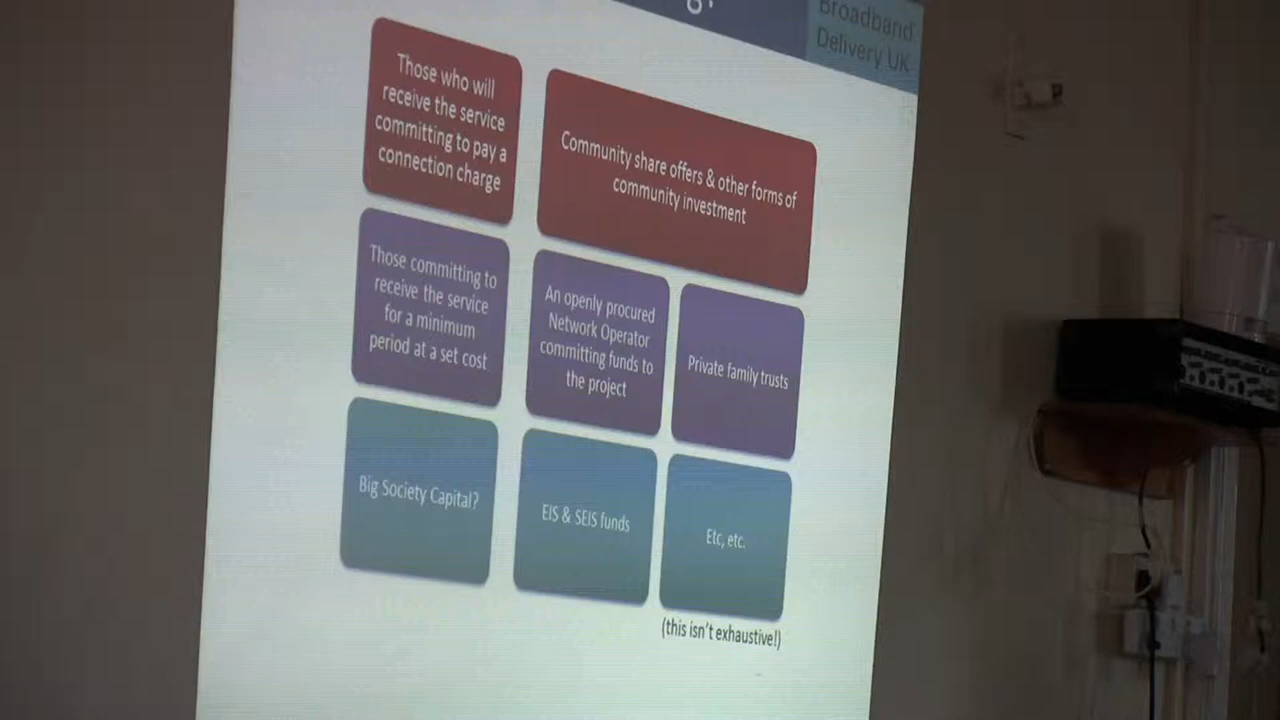 Broadband
Delivery UK
Those who will
receive the service
committing to pay a
connection charge
Community share offers & other forms of
community investment
Those committing to
receive the service
for a minimum
period at a set cost
An openly procured
Network Operator
committing funds to
the project
Private family trusts
Big Society Capital?
EIS & SEIS funds
Etc, etc.
(this isn't exhaustive!)